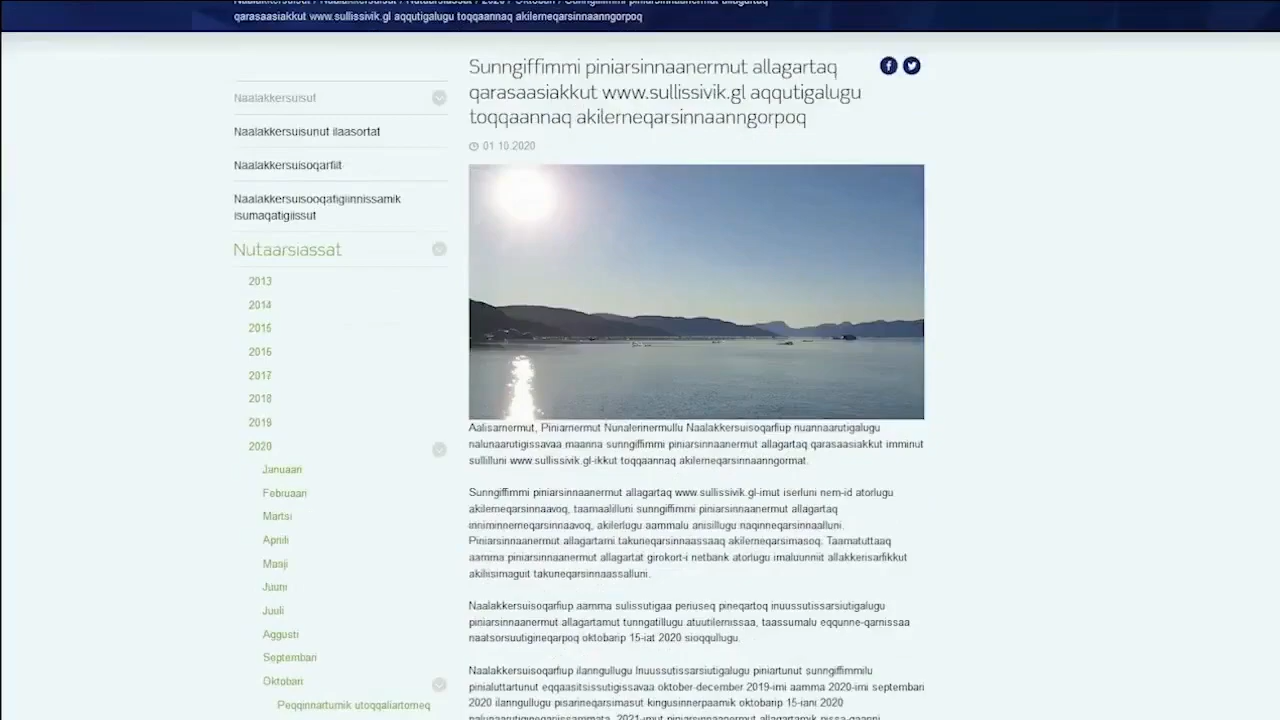 qarasaasiakkut www.sullissivik.gl aqqutigalugu toqqaannaq akilerneqarsinnaanngorpoq
Naalakkersuisut
Naalakkersuisunut ilaasortat
Naalakkersuisoqarfiit
Naalakkersuisooqatigiinnissamik
isumaqatigiissut
Nutaarsiassat
2013
2014
2015
2016
2017
2018
2019
2020
Januaari
Februaari
Martsi
Apriili
Maaji
Juuni
Juuli
Aggusti
Septembari
Oktobari
Peqqinnartumik utoqqaliartorneq
Sunngiffimmi piniarsinnaanermut allagartaq
qarasaasiakkut www.sullissivik.gl aqqutigalugu
toqqaannaq akilerneqarsinnaanngorpoq
01.10.2020
Aalisarnermut, Piniarnermut Nunalerinermullu Naalakkersuisoqarfiup nuannaarutigalugu
nalunaarutigissavaa maanna sunngiffimmi piniarsinnaanermut allagartaq qarasaasiakkut imminut
sullilluni www.sullissivik.gl-ikkut toqqaannaq akilerneqarsinnaanngormat.
Sunngiffimmi piniarsinnaanermut allagartaq www.sullissivik.gl-imut iserluni nem-id atorlugu
akilerneqarsinnaavoq, taamaalilluni sunngiffimmi piniarsinnaanermut allagartaq
inniminnerneqarsinnaavoq, akilerlugu aammalu anisillugu naqinneqarsinnaalluni.
Piniarsinnaanermut allagartami takuneqarsinnaassaaq akilerneqarsimasoq. Taamatuttaaq
aamma piniarsinnaanermut allagartat girokort-i netbank atorlugu imaluunniit allakkerisarfikkut
akiliisimaguit takuneqarsinnaassalluni.
Naalakkersuisoqarfiup aamma sulissutigaa periuseq pineqartoq inuussutissarsiutigalugu
piniarsinnaanermut allagartamut tunngatillugu atuutilernissaa, taassumalu eqqunne-qarnissaa
naatsorsuutigineqarpoq oktobarip 15-iat 2020 sioqqullugu.
Naalakkersuisoqarfiup ilanngullugu Inuussutissarsiutigalugu piniartunut sunngiffimmilu
pinialuttartunut eqqaasitsissutigissavaa oktober-december 2019-imi aamma 2020-imi septembari
2020 ilanngullugu pisarineqarsimasut kingusinnerpaamik oktobarip 15-iani 2020